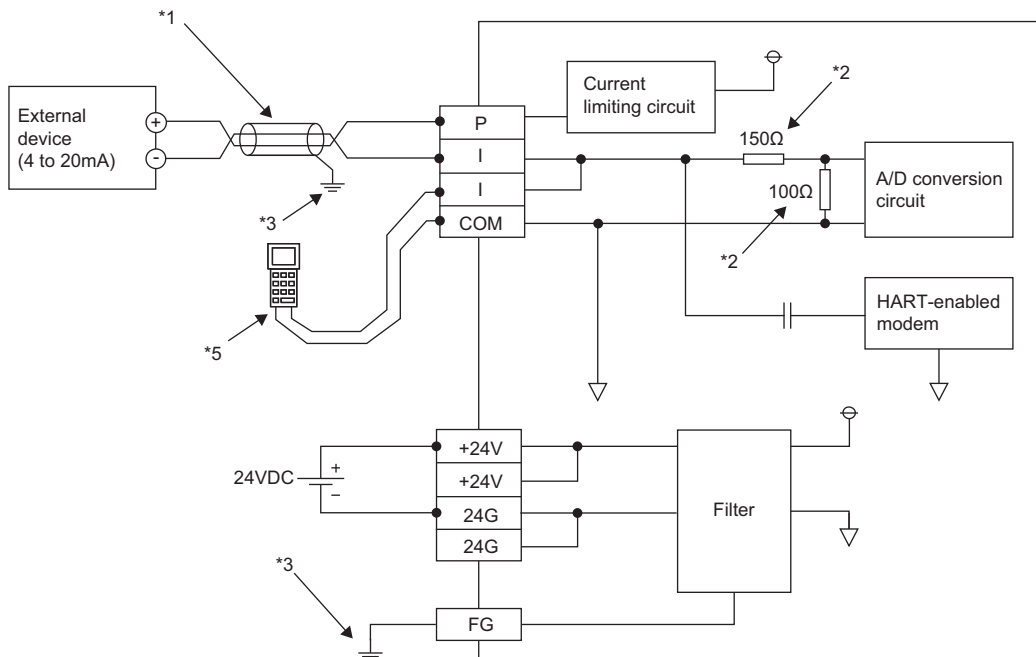 *1
External
device
(4 to 20mA)
+
-
*3
*5
P
I
I
COM
Current
limiting circuit
*2
150Ω
100Ω
*2
A/D conversion
circuit
HART-enabled
modem
24VDC
+
−
+24V
+24V
24G
24G
Filter
*3
FG